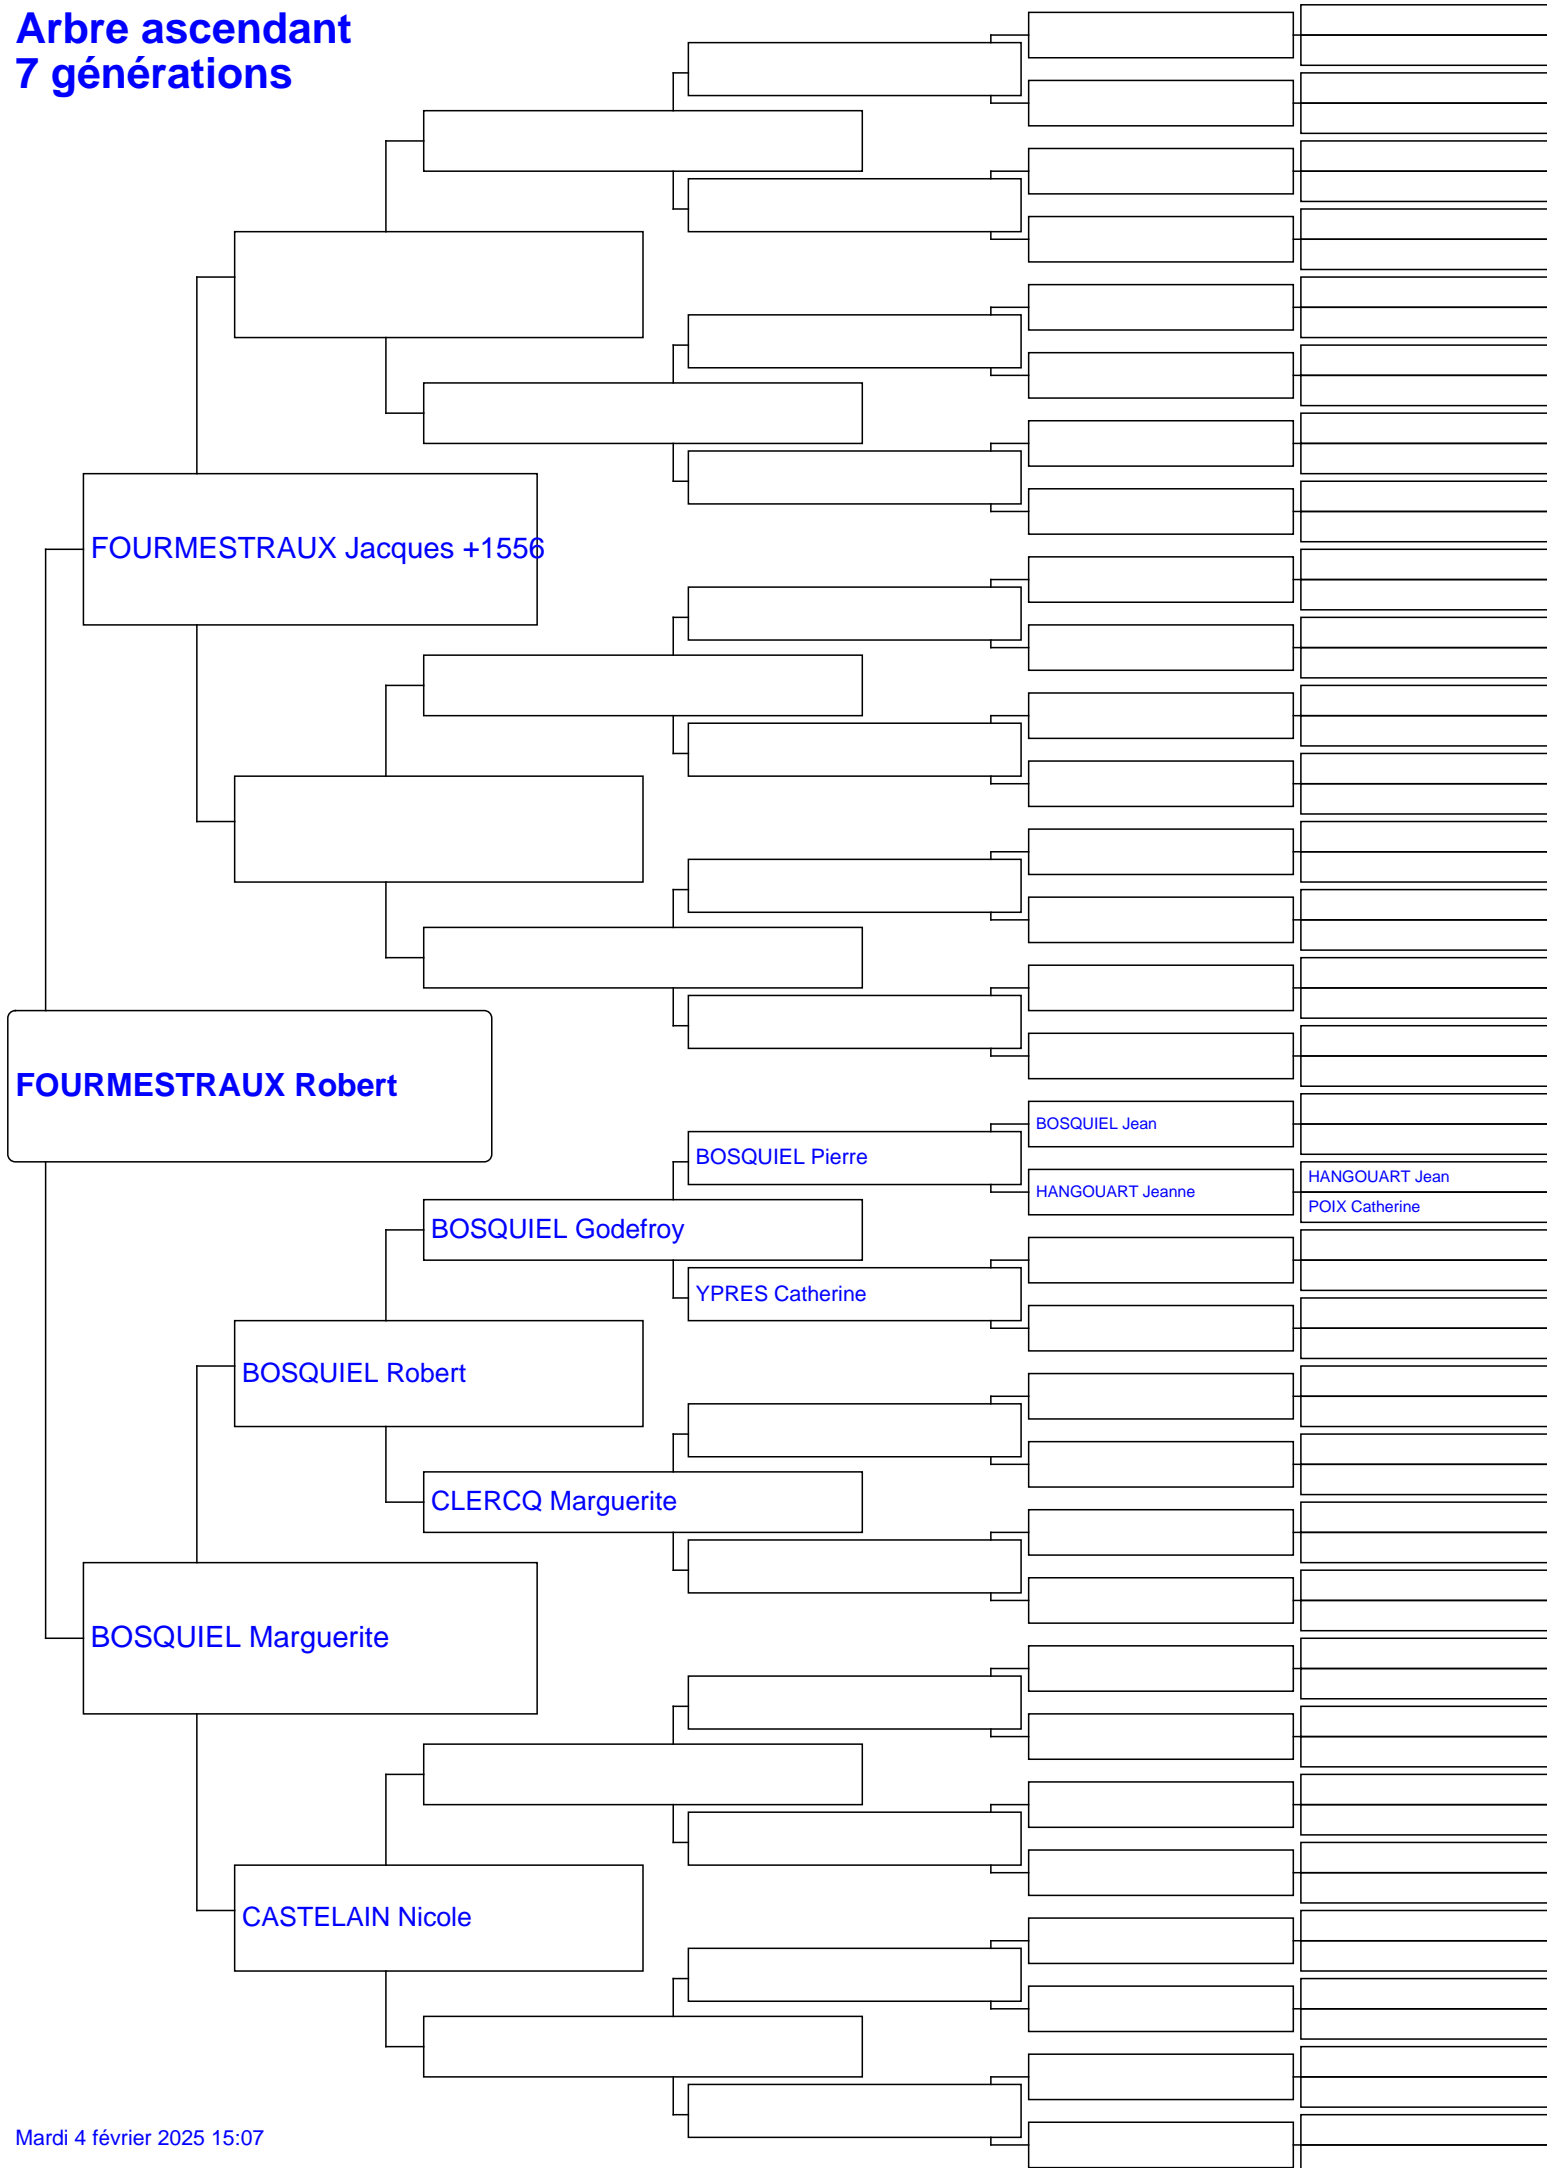 Arbre ascendant
7 générations
FOURMESTRAUX Jacques +1556
FOURMESTRAUX Robert
BOSQUIEL Jean
BOSQUIEL Pierre
HANGOUART Jean
HANGOUART Jeanne
POIX Catherine
BOSQUIEL Godefroy
YPRES Catherine
BOSQUIEL Robert
CLERCQ Marguerite
BOSQUIEL Marguerite
CASTELAIN Nicole
Mardi 4 février 2025 15:07